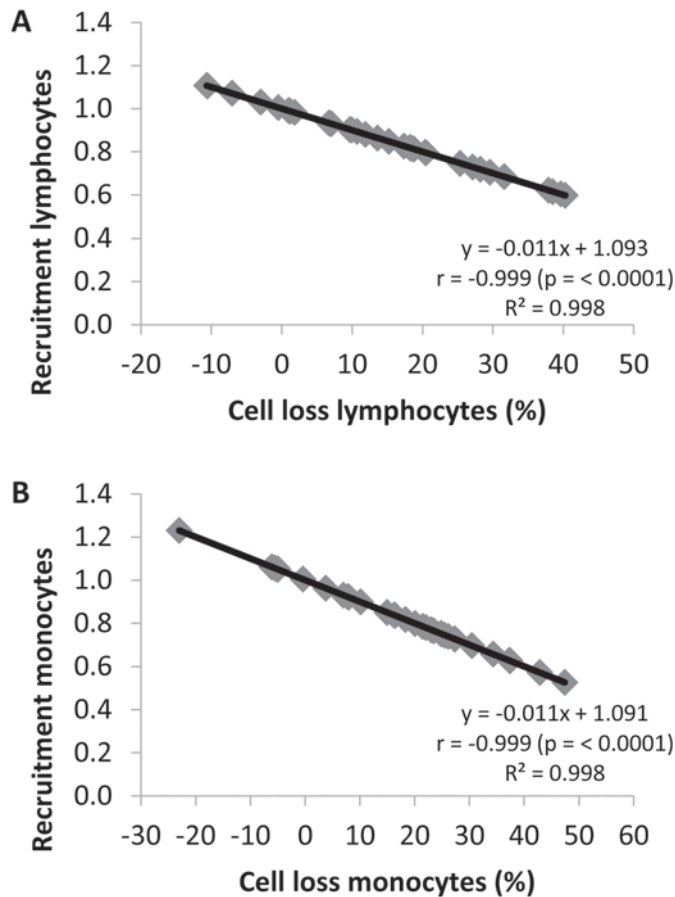 A
Recruitment lymphocytes
1.4
1.2
1.0
0.8
0.6
0.4
0.2
0.0
y = -0.011x + 1.093
r = -0.999 (p = < 0.0001)
R² = 0.998
-20 -10 0 10 20 30 40 50
Cell loss lymphocytes (%)
B
Recruitment monocytes
1.4
1.2
1.0
0.8
0.6
0.4
0.2
0.0
y = -0.011x + 1.091
r = -0.999 (p = < 0.0001)
R² = 0.998
-30 -20 -10 0 10 20 30 40 50 60
Cell loss monocytes (%)